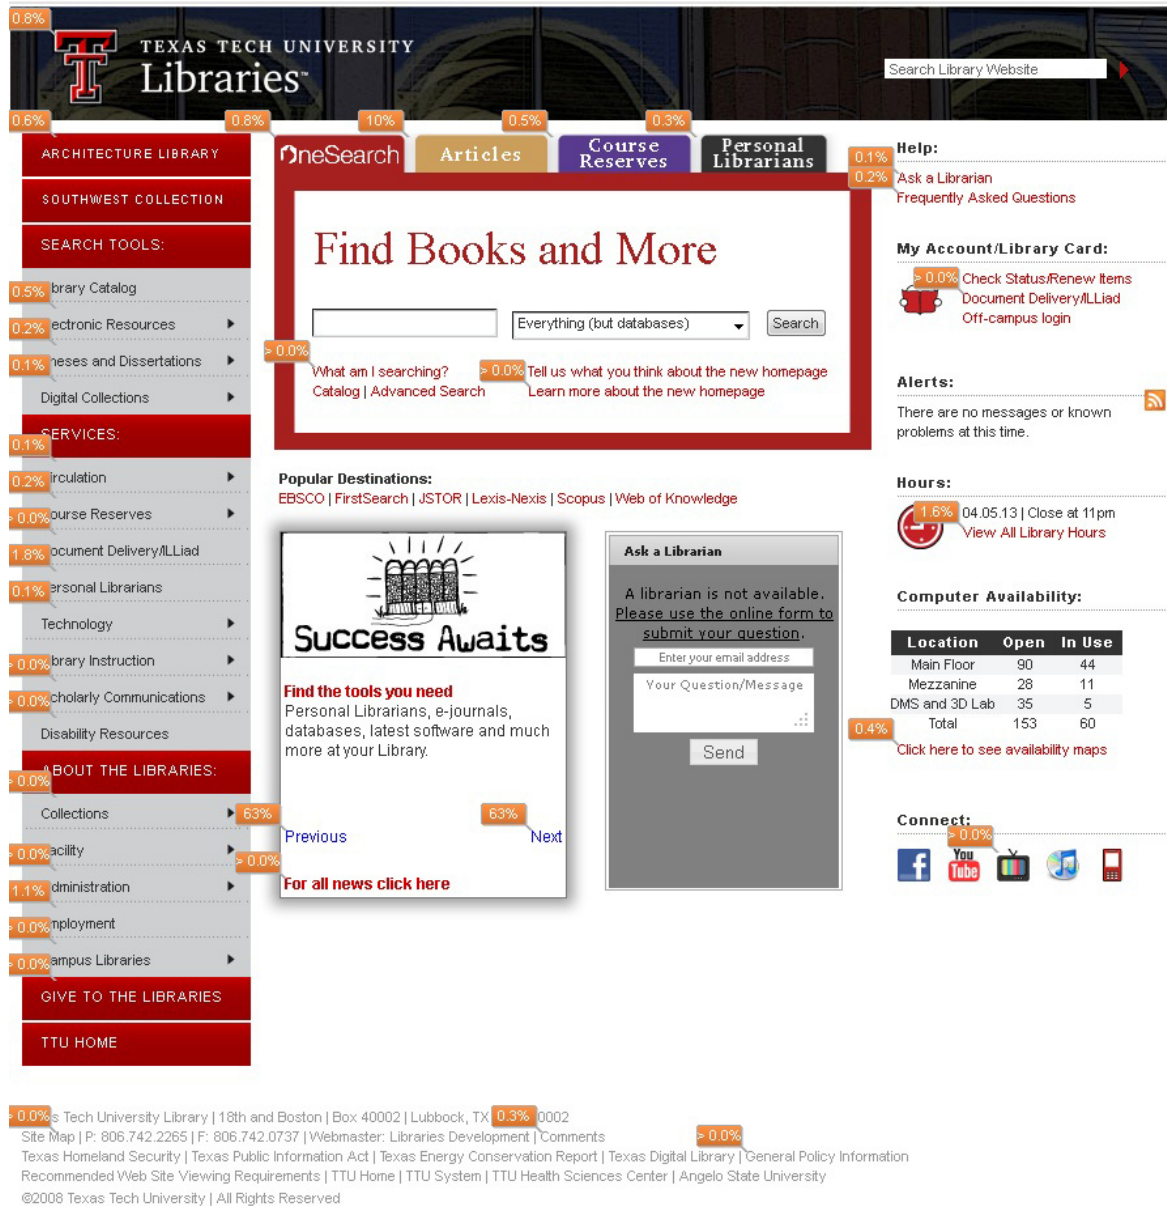 0.8%
TEXAS TECH UNIVERSITY
Libraries™
Search Library Website
0.6%
0.8%
10%
0.5%
0.3%
ARCHITECTURE LIBRARY
SOUTHWEST COLLECTION
SEARCH TOOLS:
0.5% brary Catalog
0.2% ectronic Resources
0.1% heses and Dissertations
Digital Collections
SERVICES:
0.1%
0.2% irculation
> 0.0% ourse Reserves
1.8% ocument Delivery/ILLiad
0.1% ersonal Librarians
Technology
> 0.0% brary Instruction
> 0.0% cholarly Communications
Disability Resources
ABOUT THE LIBRARIES:
> 0.0%
Collections
> 0.0% acility
1.1% dministration
> 0.0% mployment
> 0.0% ampus Libraries
GIVE TO THE LIBRARIES
TTU HOME
OneSearch
Articles
Course Reserves
Personal Librarians
Find Books and More
Everything (but databases)
Search
> 0.0%
What am I searching?
> 0.0% Tell us what you think about the new homepage
Catalog | Advanced Search
Learn more about the new homepage
Popular Destinations:
EBSCO | FirstSearch | JSTOR | Lexis-Nexis | Scopus | Web of Knowledge
Success Awaits
Find the tools you need
Personal Librarians, e-journals,
databases, latest software and much
more at your Library.
63%
63%
Previous
Next
> 0.0%
For all news click here
Ask a Librarian
A librarian is not available.
Please use the online form to
submit your question.
Enter your email address
Your Question/Message
Send
Help:
0.1%
Ask a Librarian
0.2%
Frequently Asked Questions
My Account/Library Card:
> 0.0% Check Status/Renew Items
Document Delivery/ILLiad
Off-campus login
Alerts:
There are no messages or known
problems at this time.
Hours:
1.6% 04.05.13 | Close at 11pm
View All Library Hours
Computer Availability:
Location Open In Use
Main Floor 90 44
Mezzanine 28 11
DMS and 3D Lab 35 5
Total 153 60
0.4%
Click here to see availability maps
Connect:
> 0.0%
You Tube
> 0.0% s Tech University Library | 18th and Boston | Box 40002 | Lubbock, TX 0.3% 0002
Site Map | P: 806.742.2265 | F: 806.742.0737 | Webmaster: Libraries Development | Comments
> 0.0%
Texas Homeland Security | Texas Public Information Act | Texas Energy Conservation Report | Texas Digital Library | General Policy Information
Recommended Web Site Viewing Requirements | TTU Home | TTU System | TTU Health Sciences Center | Angelo State University
©2008 Texas Tech University | All Rights Reserved